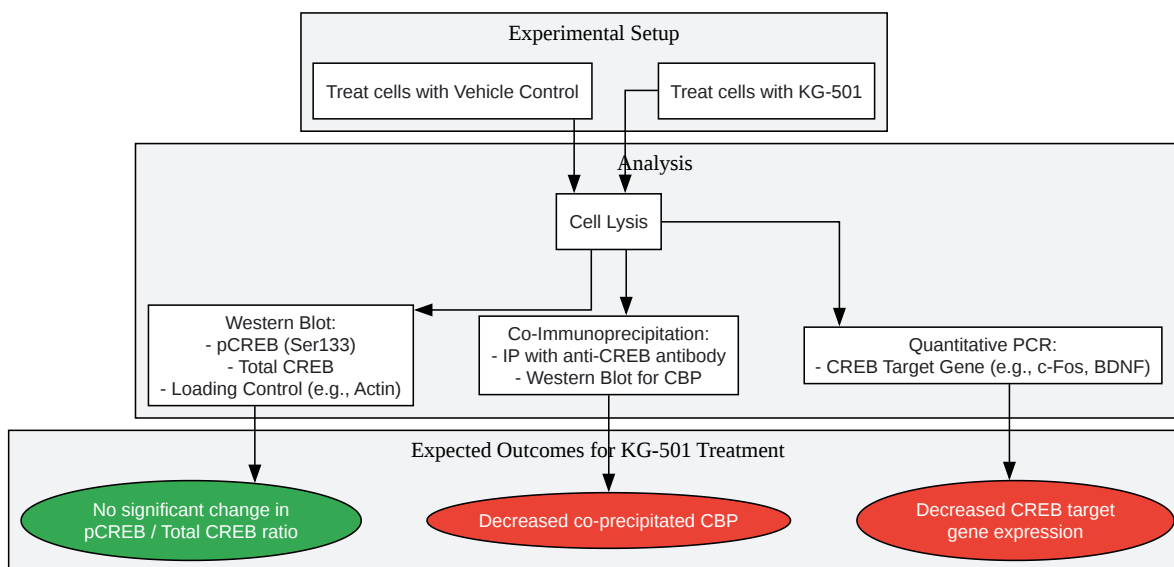 Experimental Setup
Treat cells with Vehicle Control
Treat cells with KG-501
Analysis
Cell Lysis
Western Blot:
- pCREB (Ser133)
- Total CREB
- Loading Control (e.g., Actin)
Co-Immunoprecipitation:
- IP with anti-CREB antibody
- Western Blot for CBP
Quantitative PCR:
- CREB Target Gene (e.g., c-Fos, BDNF)
Expected Outcomes for KG-501 Treatment
No significant change in
pCREB / Total CREB ratio
Decreased co-precipitated CBP
Decreased CREB target
gene expression